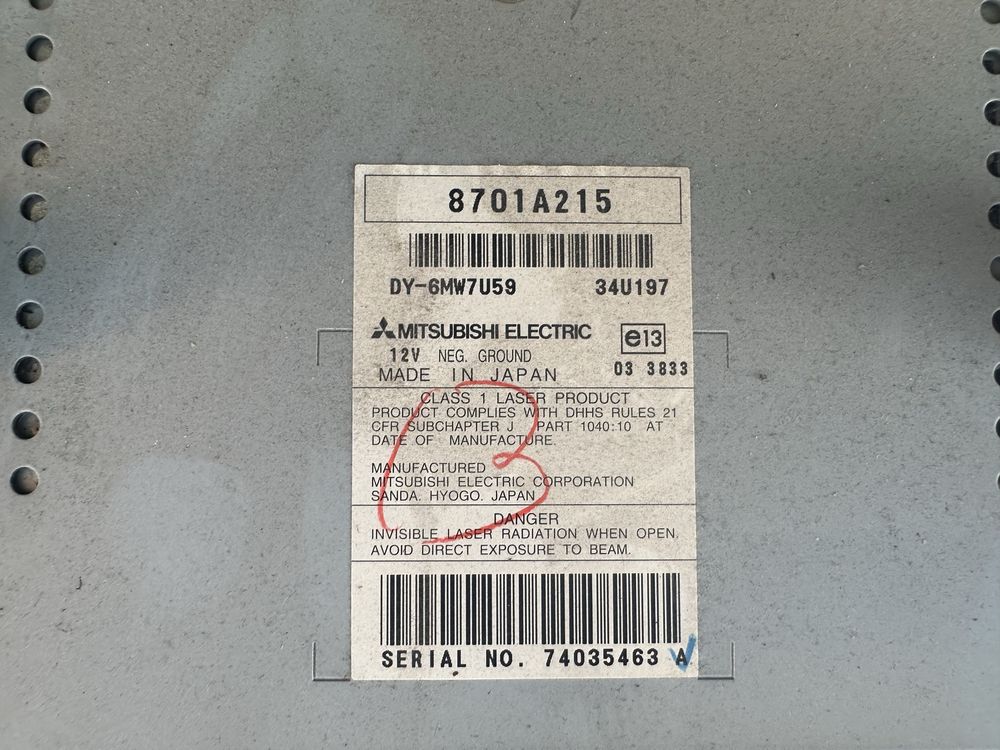 8701A215
DY-6MW7U59 34U197
MITSUBISHI ELECTRIC e13
12V NEG. GROUND
MADE IN JAPAN 03 3833
CLASS 1 LASER PRODUCT
PRODUCT COMPLIES WITH DHHS RULES 21
CFR SUBCHAPTER J PART 1040:10 AT
DATE OF MANUFACTURE.
MANUFACTURED
MITSUBISHI ELECTRIC CORPORATION
SANDA. HYOGO. JAPAN
DANGER
INVISIBLE LASER RADIATION WHEN OPEN.
AVOID DIRECT EXPOSURE TO BEAM.
SERIAL NO. 74035463 A